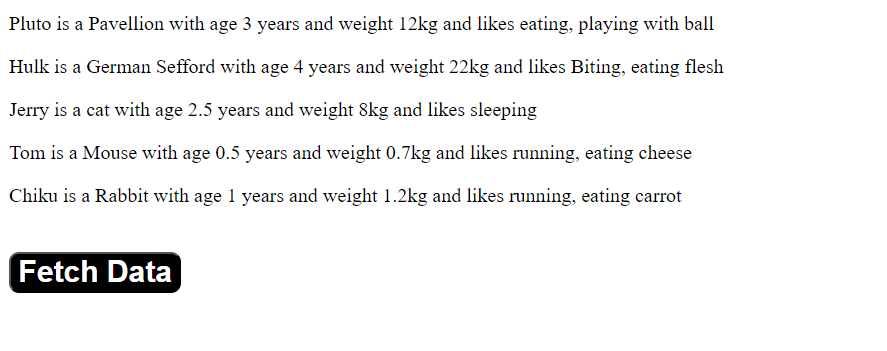 Pluto is a Pavellion with age 3 years and weight 12kg and likes eating, playing with ball
Hulk is a German Sefford with age 4 years and weight 22kg and likes Biting, eating flesh
Jerry is a cat with age 2.5 years and weight 8kg and likes sleeping
Tom is a Mouse with age 0.5 years and weight 0.7kg and likes running, eating cheese
Chiku is a Rabbit with age 1 years and weight 1.2kg and likes running, eating carrot
Fetch Data